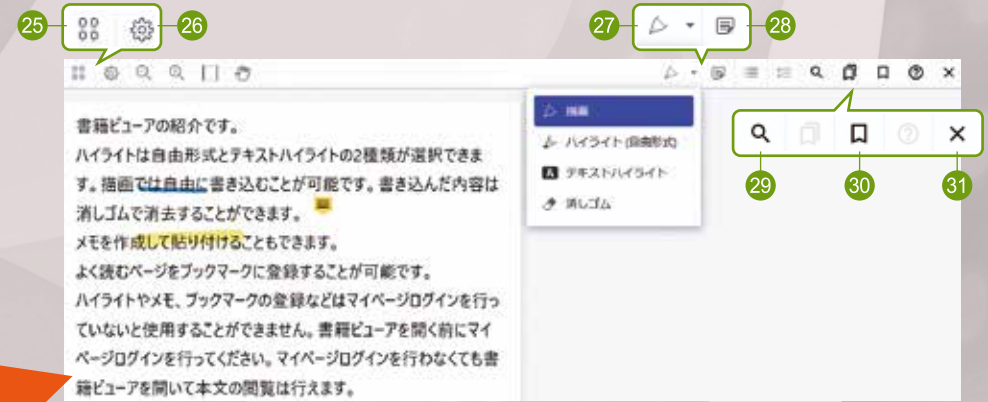 25 26 27 28
描画
ハイライト(自由形式)
テキストハイライト
消しゴム
29 30 31
書籍ビューアの紹介です。
ハイライトは自由形式とテキストハイライトの2種類が選択できま
す。描画では自由に書き込むことが可能です。書き込んだ内容は
消しゴムで消去することができます。
メモを作成して貼り付けることもできます。
よく読むページをブックマークに登録することが可能です。
ハイライトやメモ、ブックマークの登録などはマイページログインを行っ
ていないと使用することができません。書籍ビューアを開く前にマイ
ページログインを行ってください。マイページログインを行わなくても書
籍ビューアを開いて本文の閲覧は行えます。